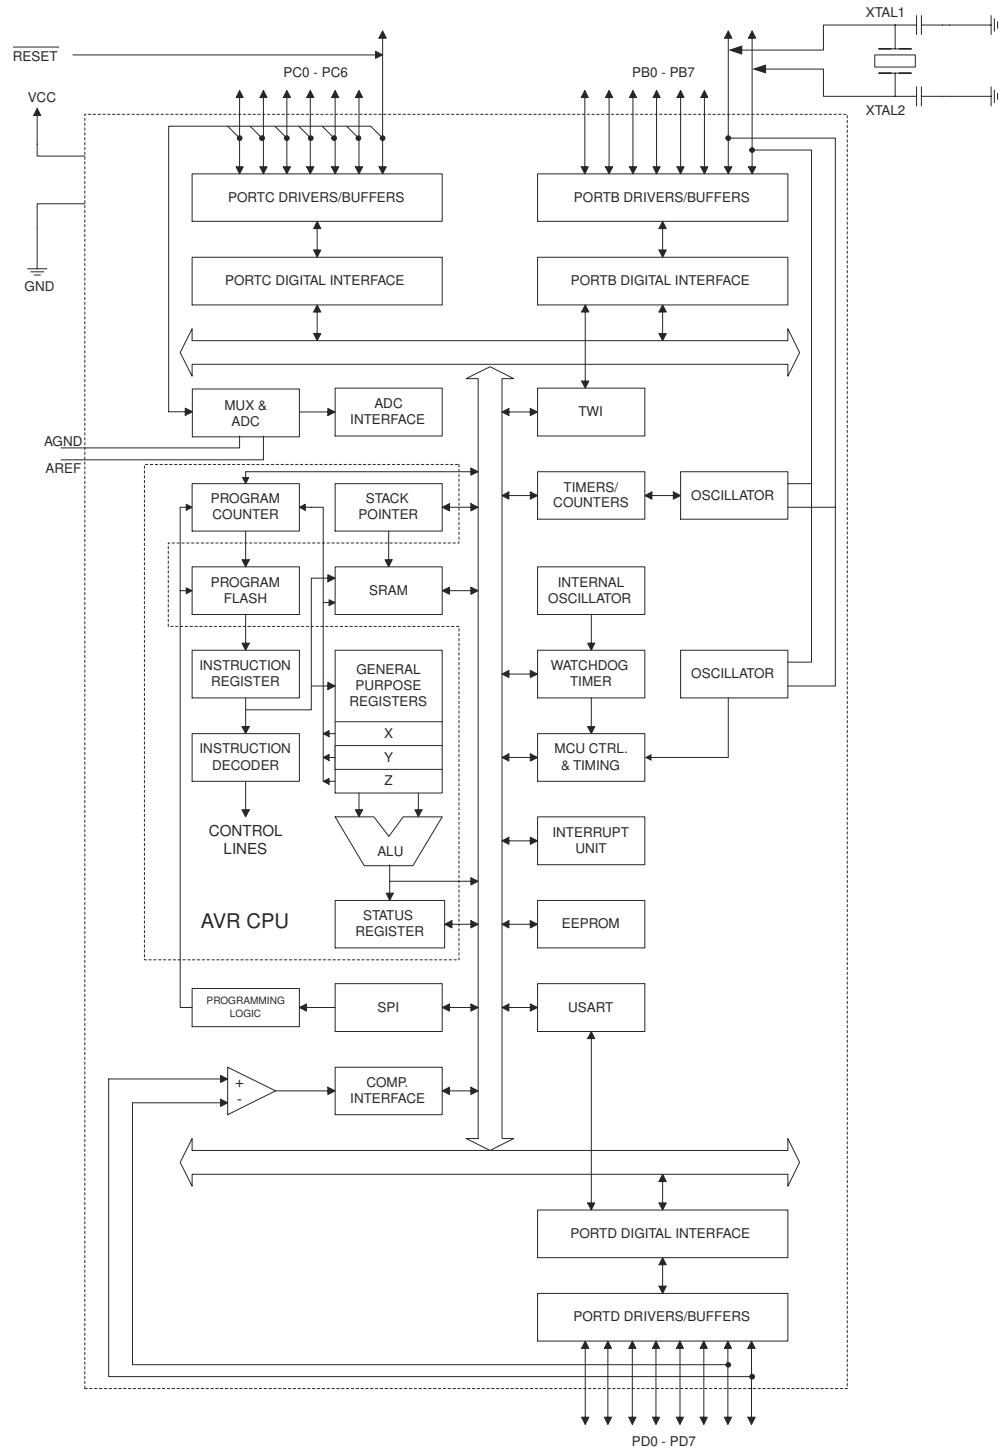 XTAL1
RESET
PC0 - PC6
PB0 - PB7
VCC
XTAL2
PORTC DRIVERS/BUFFERS
PORTB DRIVERS/BUFFERS
PORTC DIGITAL INTERFACE
PORTB DIGITAL INTERFACE
GND
MUX &
ADC
ADC
INTERFACE
TWI
AGND
AREF
PROGRAM
COUNTER
STACK
POINTER
TIMERS/
COUNTERS
OSCILLATOR
PROGRAM
FLASH
SRAM
INTERNAL
OSCILLATOR
INSTRUCTION
REGISTER
GENERAL
PURPOSE
REGISTERS
WATCHDOG
TIMER
OSCILLATOR
X
Y
Z
INSTRUCTION
DECODER
MCU CTRL.
& TIMING
CONTROL
LINES
ALU
INTERRUPT
UNIT
AVR CPU
STATUS
REGISTER
EEPROM
PROGRAMMING
LOGIC
SPI
USART
+
-
COMP.
INTERFACE
PORTD DIGITAL INTERFACE
PORTD DRIVERS/BUFFERS
PD0 - PD7